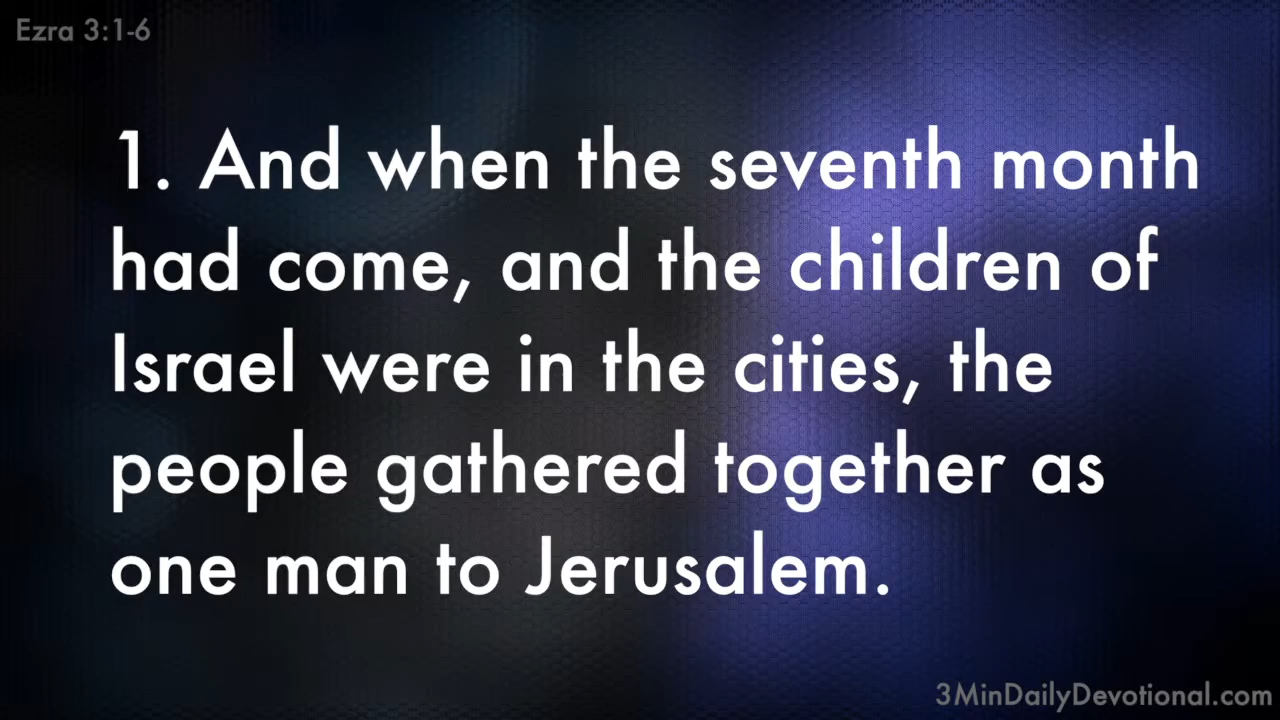 Ezra 3:1-6
1. And when the seventh month
had come, and the children of
Israel were in the cities, the
people gathered together as
one man to Jerusalem.
3MinDailyDevotional.com